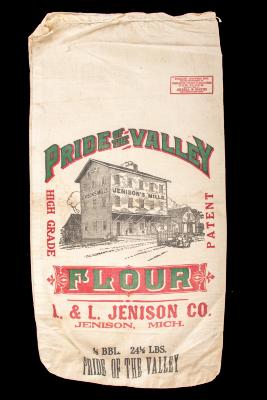 PRIDE OF THE VALLEY
JENISON'S MILLS
HIGH GRADE
PATENT
FLOUR
L. & L. JENISON CO.
JENISON, MICH.
⅛ BBL. 24½ LBS.
PRIDE OF THE VALLEY